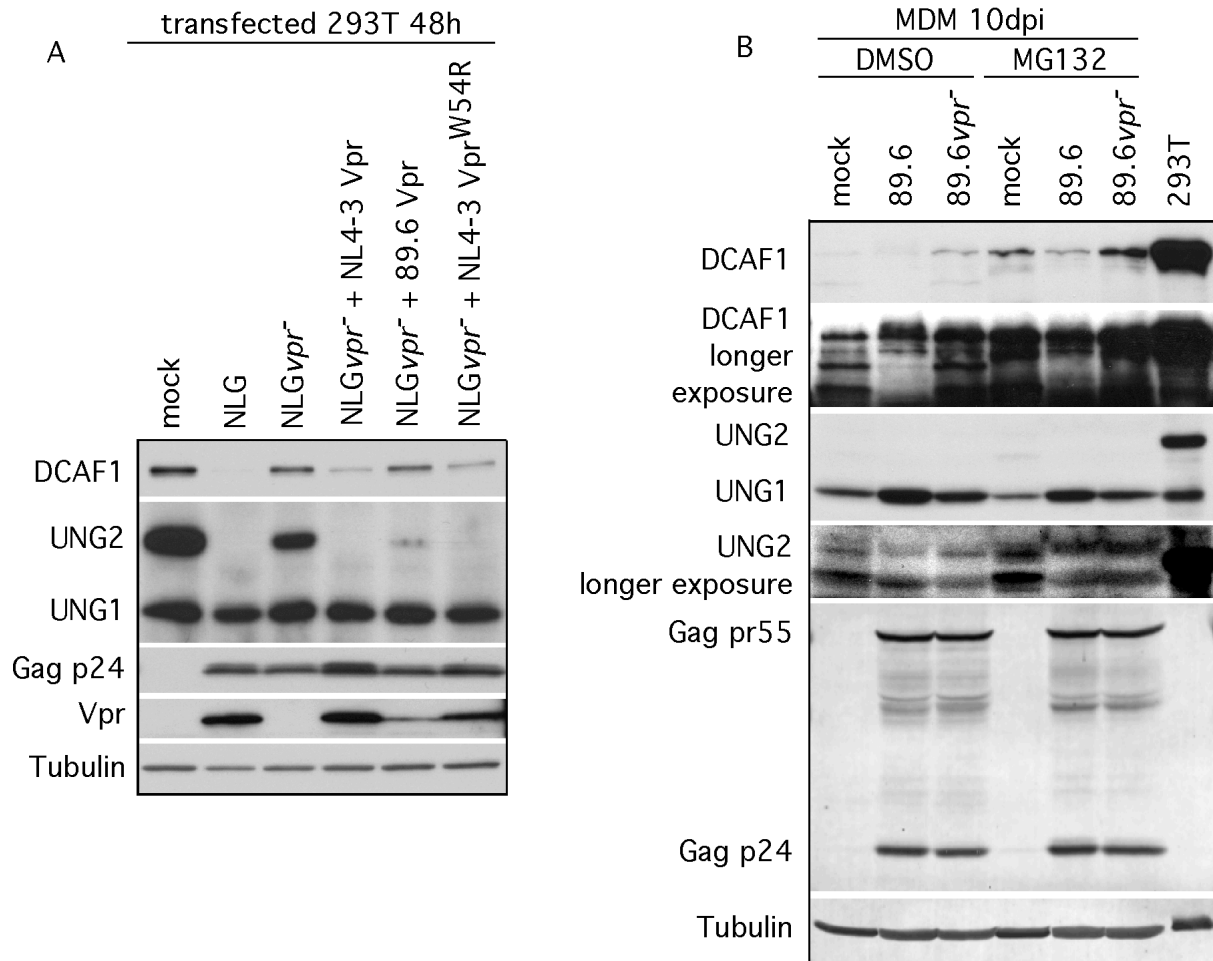 A
transfected 293T 48h
mock
NLG
NLGvpr-
NLGvpr- + NL4-3 Vpr
NLGvpr- + 89.6 Vpr
NLGvpr- + NL4-3 VprW54R
DCAF1
UNG2
UNG1
Gag p24
Vpr
Tubulin
B
MDM 10dpi
DMSO
MG132
mock
89.6
89.6vpr-
mock
89.6
89.6vpr-
293T
DCAF1
DCAF1
longer
exposure
UNG2
UNG1
UNG2
longer exposure
Gag pr55
Gag p24
Tubulin